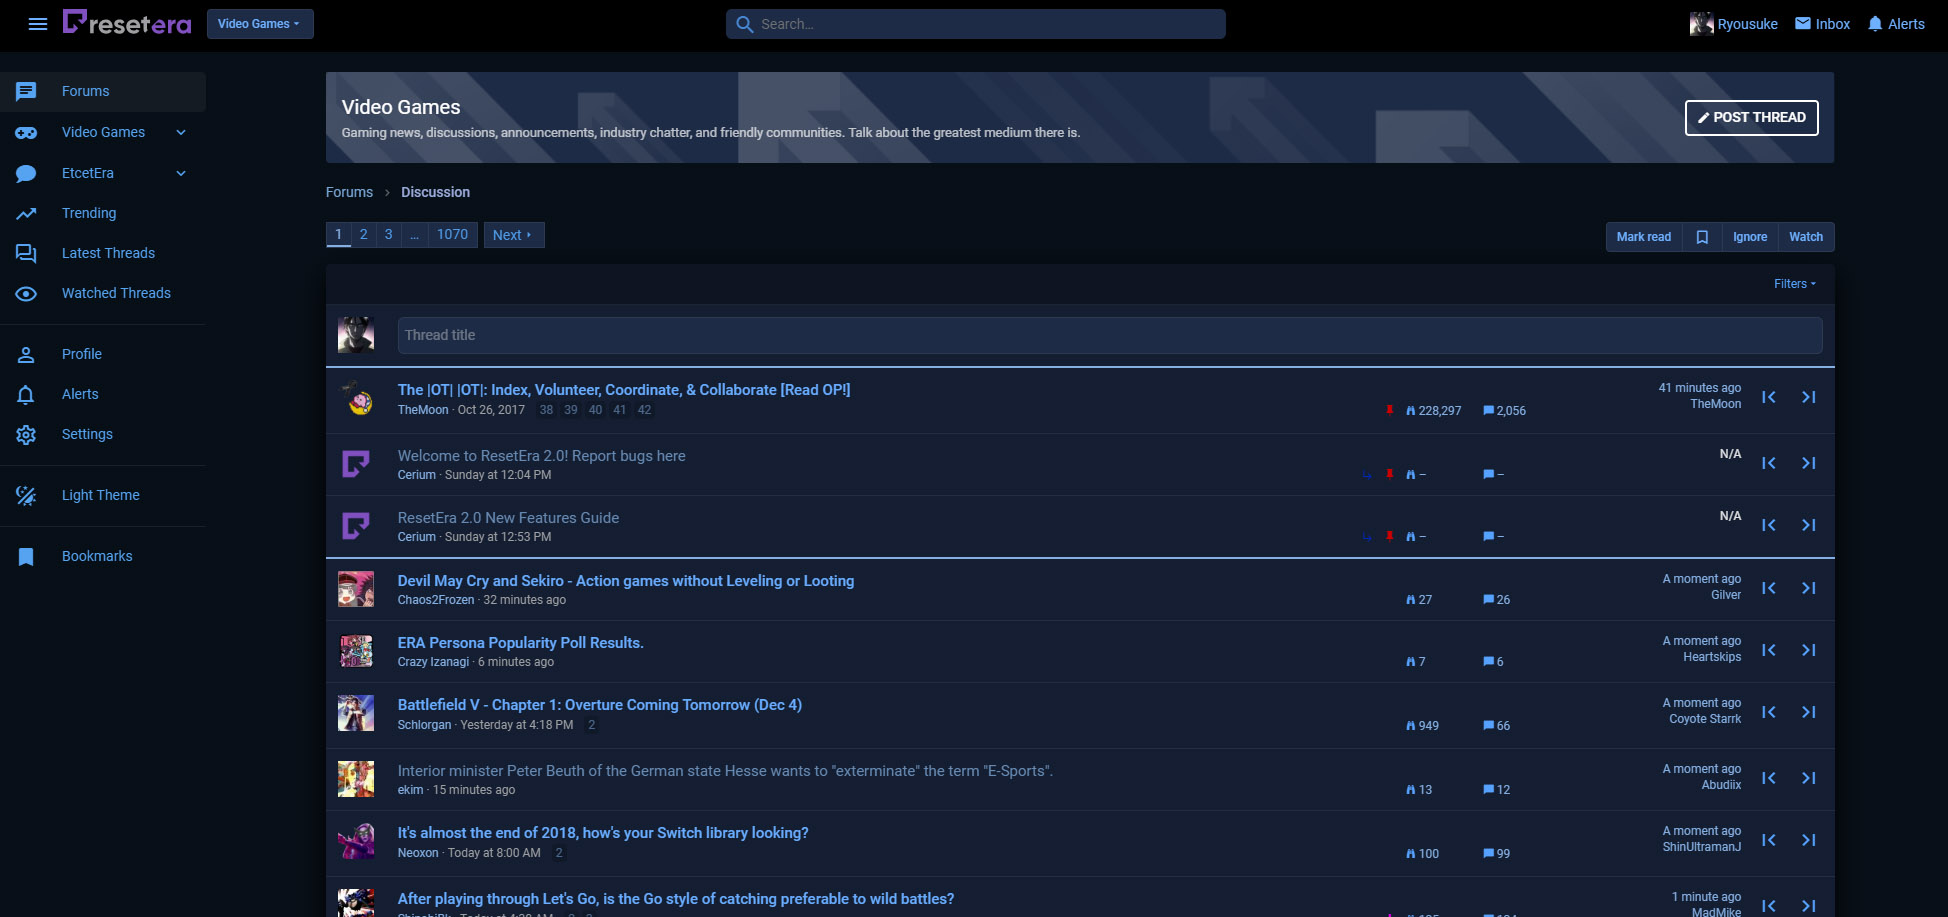 resetera
Video Games
Search...
Ryousuke
Inbox
Alerts
Forums
Video Games
EtcetEra
Trending
Latest Threads
Watched Threads
Profile
Alerts
Settings
Light Theme
Bookmarks
Video Games
Gaming news, discussions, announcements, industry chatter, and friendly communities. Talk about the greatest medium there is.
POST THREAD
Forums Discussion
1 2 3 ... 1070 Next
Mark read Ignore Watch
Filters
Thread title
The |OT| |OT|: Index, Volunteer, Coordinate, & Collaborate [Read OP!]
TheMoon · Oct 26, 2017 38 39 40 41 42
228,297 2,056
41 minutes ago
TheMoon
Welcome to ResetEra 2.0! Report bugs here
Cerium · Sunday at 12:04 PM
– –
N/A
ResetEra 2.0 New Features Guide
Cerium · Sunday at 12:53 PM
– –
N/A
Devil May Cry and Sekiro - Action games without Leveling or Looting
Chaos2Frozen · 32 minutes ago
27 26
A moment ago
Gilver
ERA Persona Popularity Poll Results.
Crazy Izanagi · 6 minutes ago
7 6
A moment ago
Heartskips
Battlefield V - Chapter 1: Overture Coming Tomorrow (Dec 4)
Schlorgan · Yesterday at 4:18 PM 2
949 66
A moment ago
Coyote Starrk
Interior minister Peter Beuth of the German state Hesse wants to "exterminate" the term "E-Sports".
ekim · 15 minutes ago
13 12
A moment ago
Abudiix
It's almost the end of 2018, how's your Switch library looking?
Neoxon · Today at 8:00 AM 2
100 99
A moment ago
ShinUltramanJ
After playing through Let's Go, is the Go style of catching preferable to wild battles?
1 minute ago
MadMike